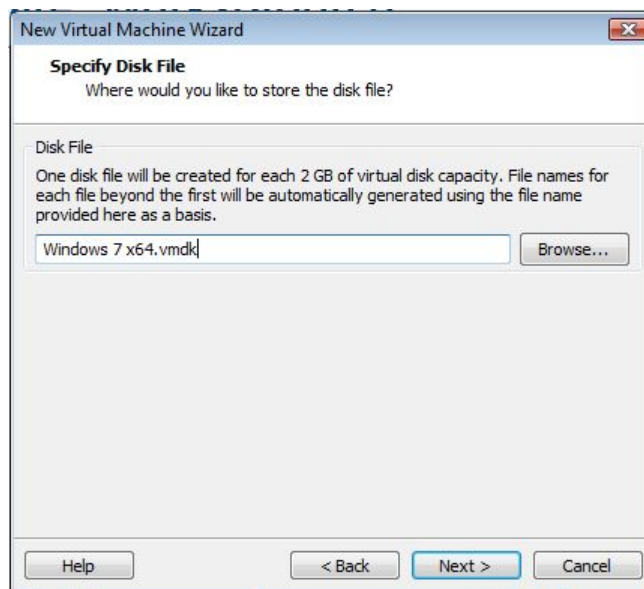 New Virtual Machine Wizard
Specify Disk File
Where would you like to store the disk file?
Disk File
One disk file will be created for each 2 GB of virtual disk capacity. File names for
each file beyond the first will be automatically generated using the file name
provided here as a basis.
Windows 7 x64.vmdk
Browse...
Help
< Back
Next >
Cancel